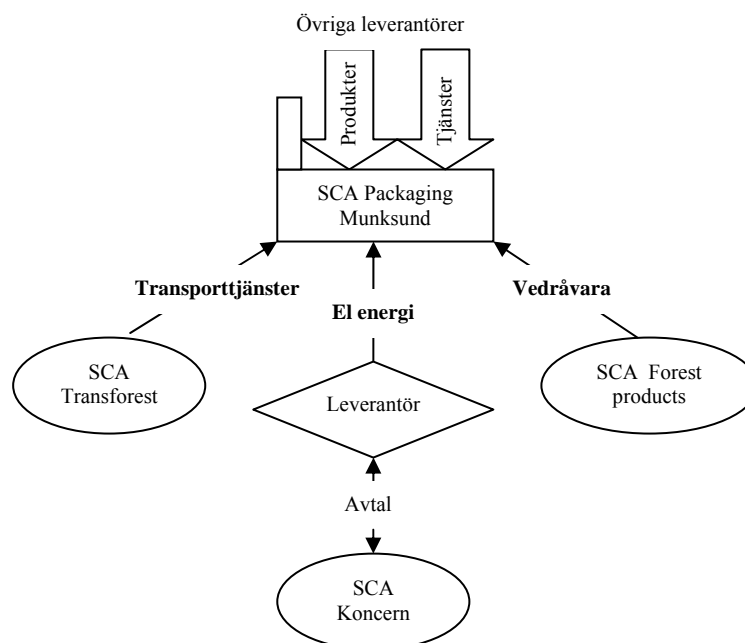 Övriga leverantörer
Produkter
Tjänster
SCA Packaging
Munksund
Transporttjänster
Vedråvara
El energi
SCA
Transforest
Leverantör
SCA Forest
products
Avtal
SCA
Koncern